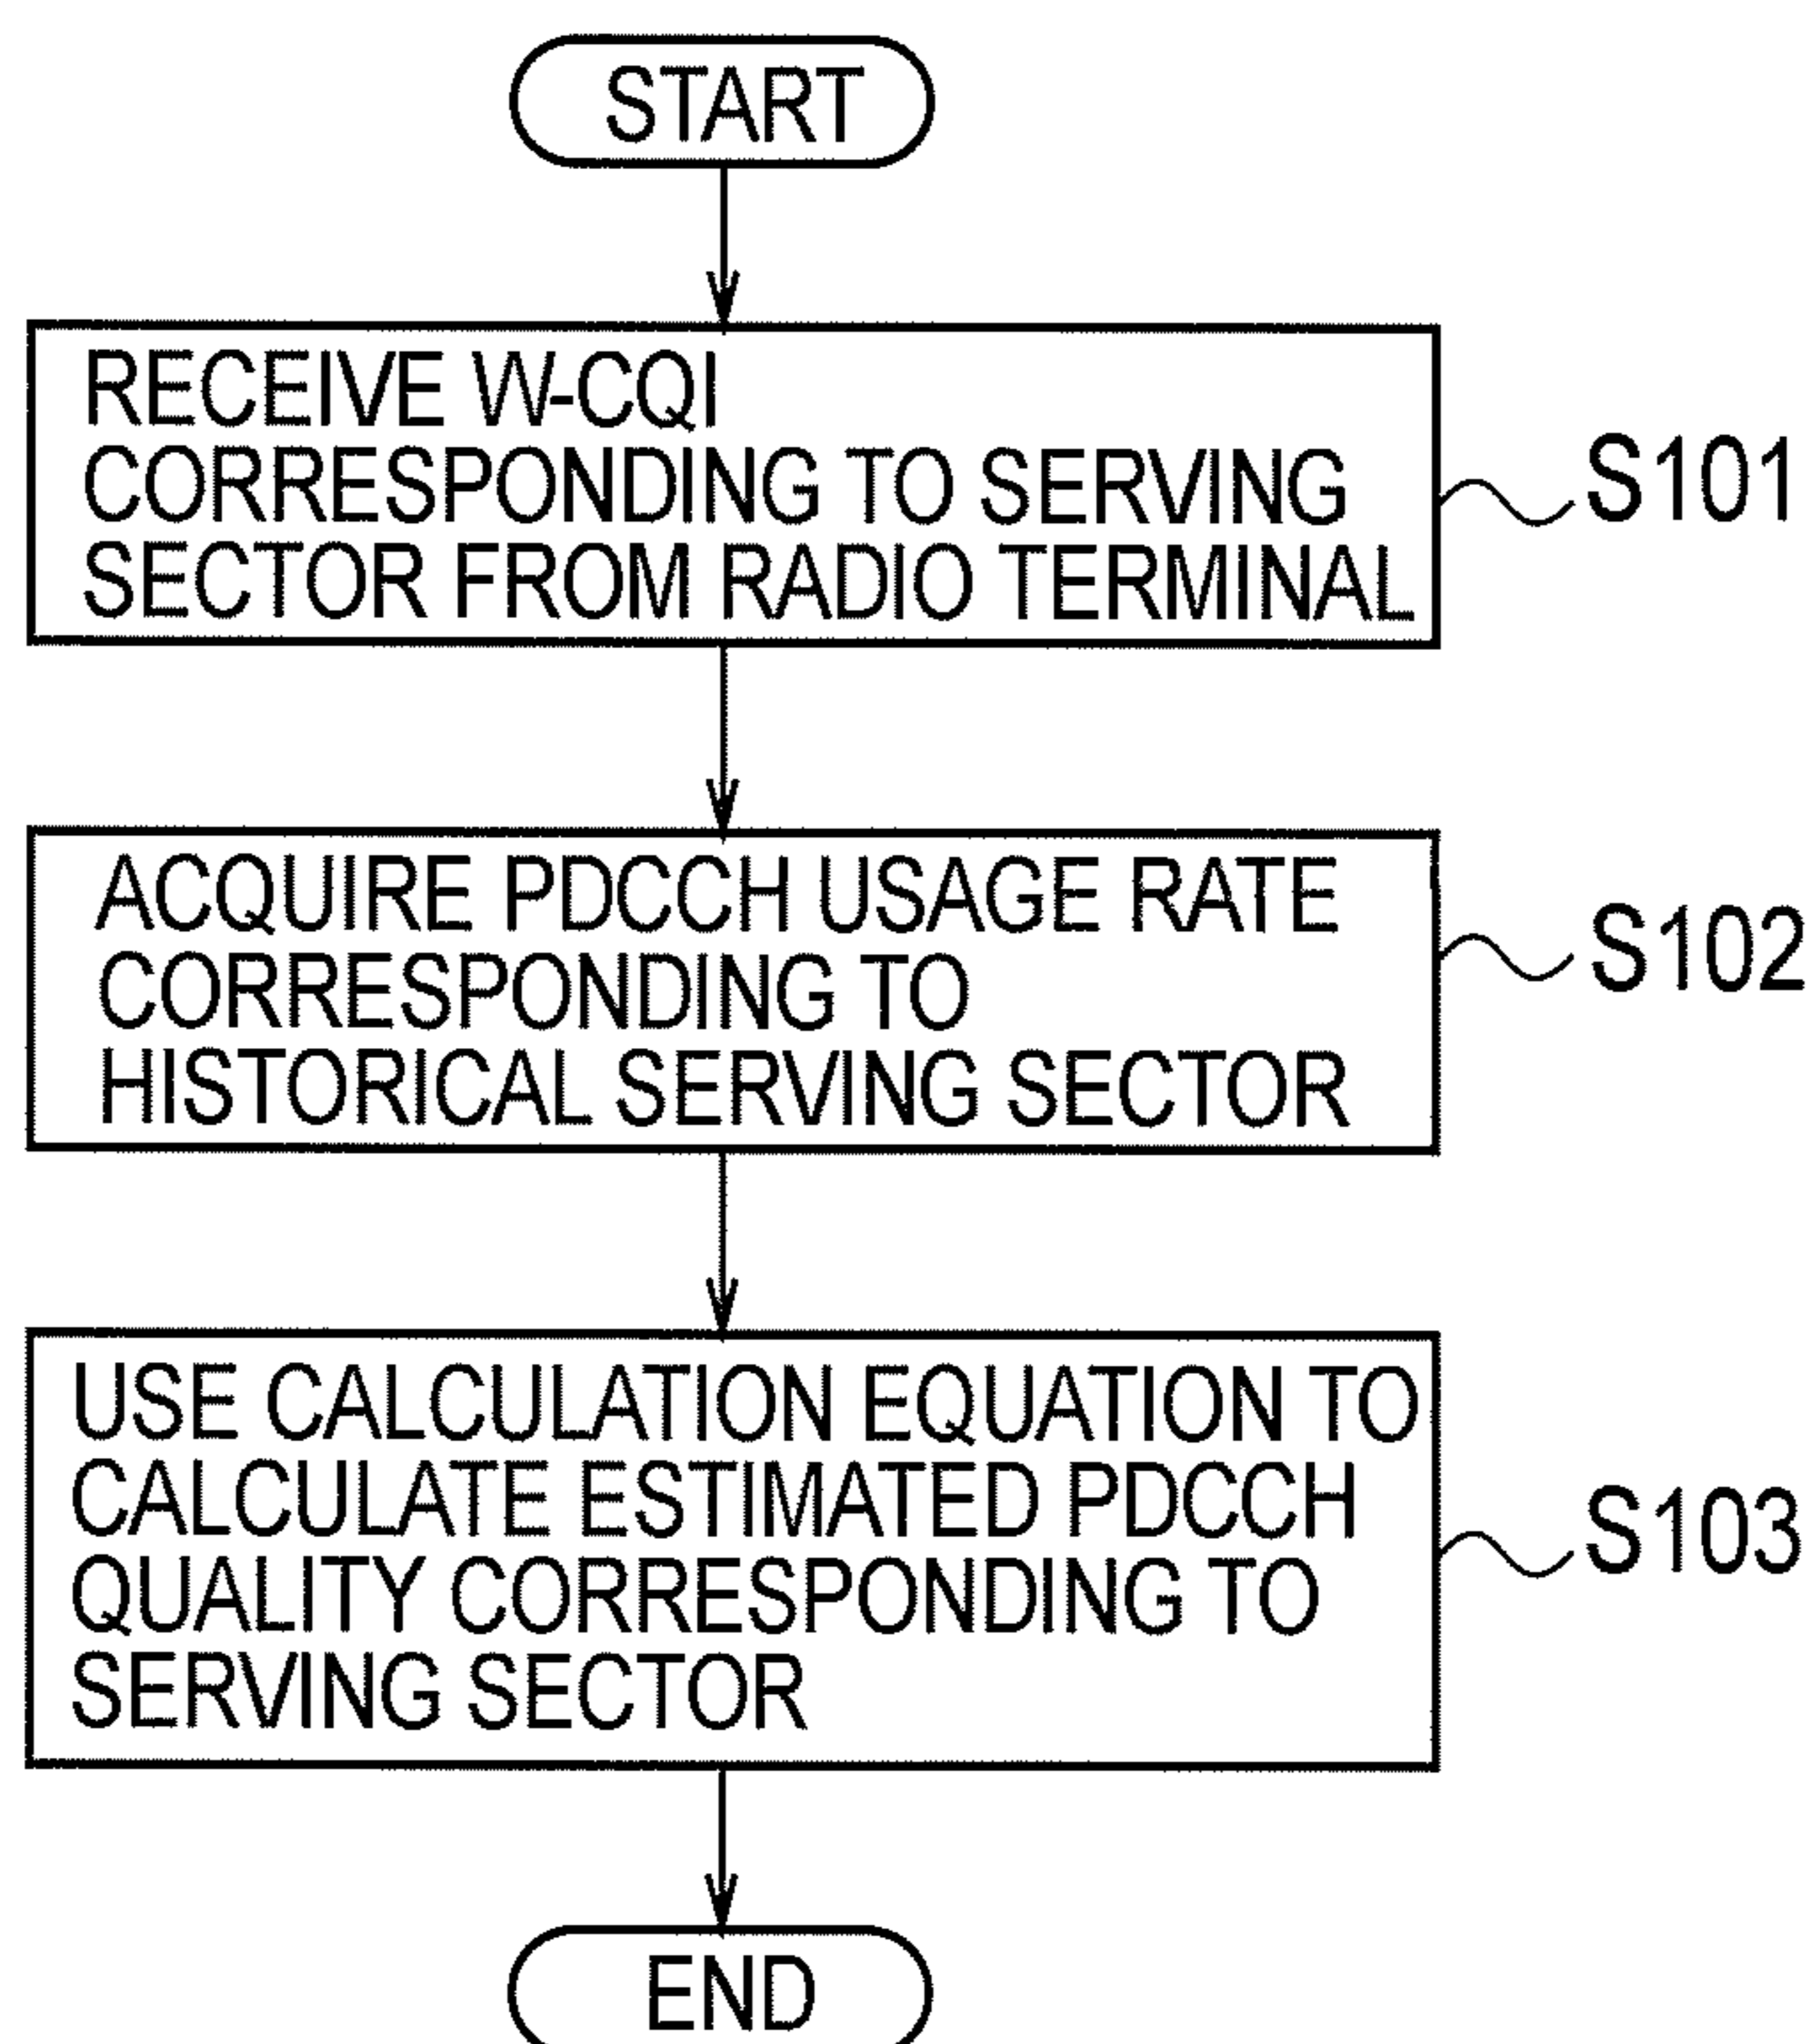 START
RECEIVE W-CQI
CORRESPONDING TO SERVING
SECTOR FROM RADIO TERMINAL
S101
ACQUIRE PDCCH USAGE RATE
CORRESPONDING TO
HISTORICAL SERVING SECTOR
S102
USE CALCULATION EQUATION TO
CALCULATE ESTIMATED PDCCH
QUALITY CORRESPONDING TO
SERVING SECTOR
S103
END